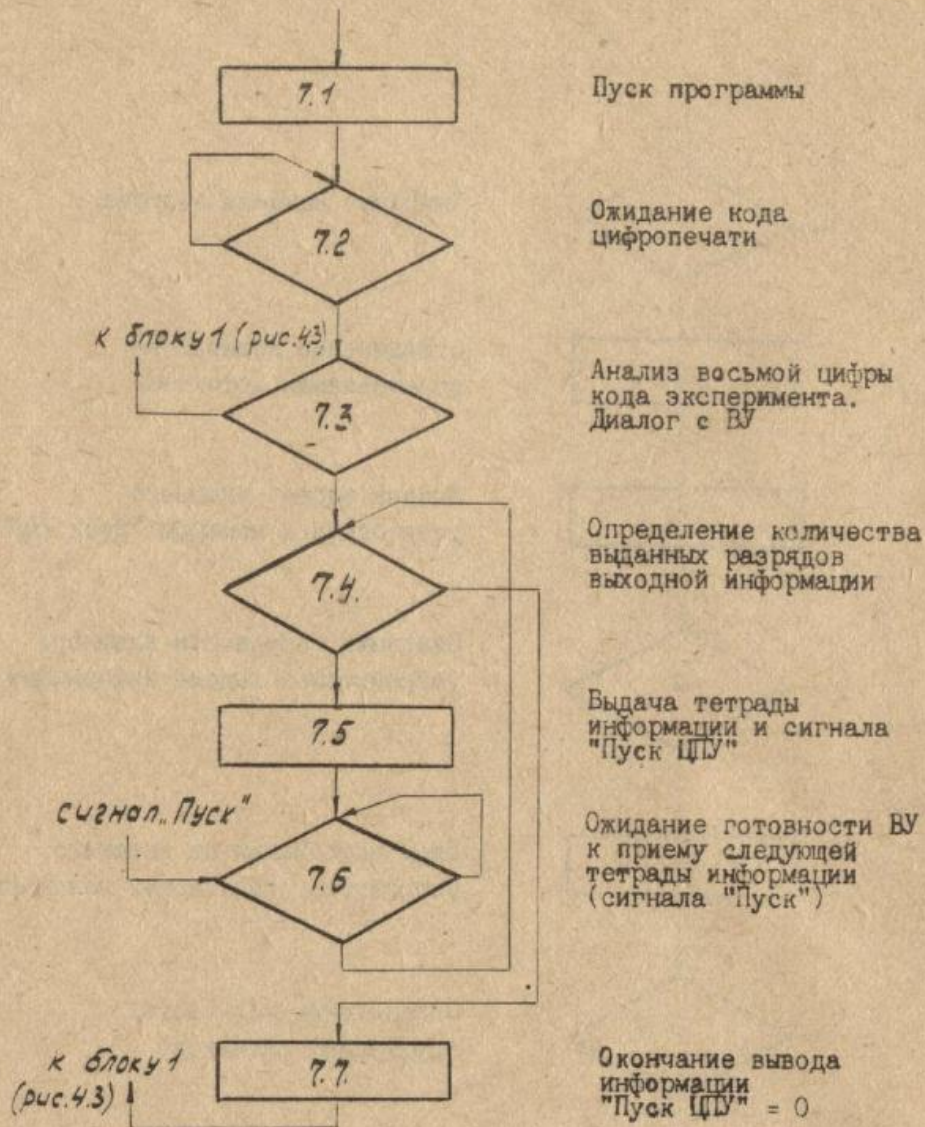 7.1
Пуск программы
7.2
Ожидание кода
цифропечати
к блоку 1 (рис.4.3)
7.3
Анализ восьмой цифры
кода эксперимента.
Диалог с ВУ
7.4.
Определение количества
выданных разрядов
выходной информации
7.5
Выдача тетрады
информации и сигнала
"Пуск ЦПУ"
сигнал „Пуск"
7.6
Ожидание готовности ВУ
к приему следующей
тетрады информации
(сигнала "Пуск")
к блоку 1
(рис.4.3)
7.7.
Окончание вывода
информации
"Пуск ЦПУ" = 0